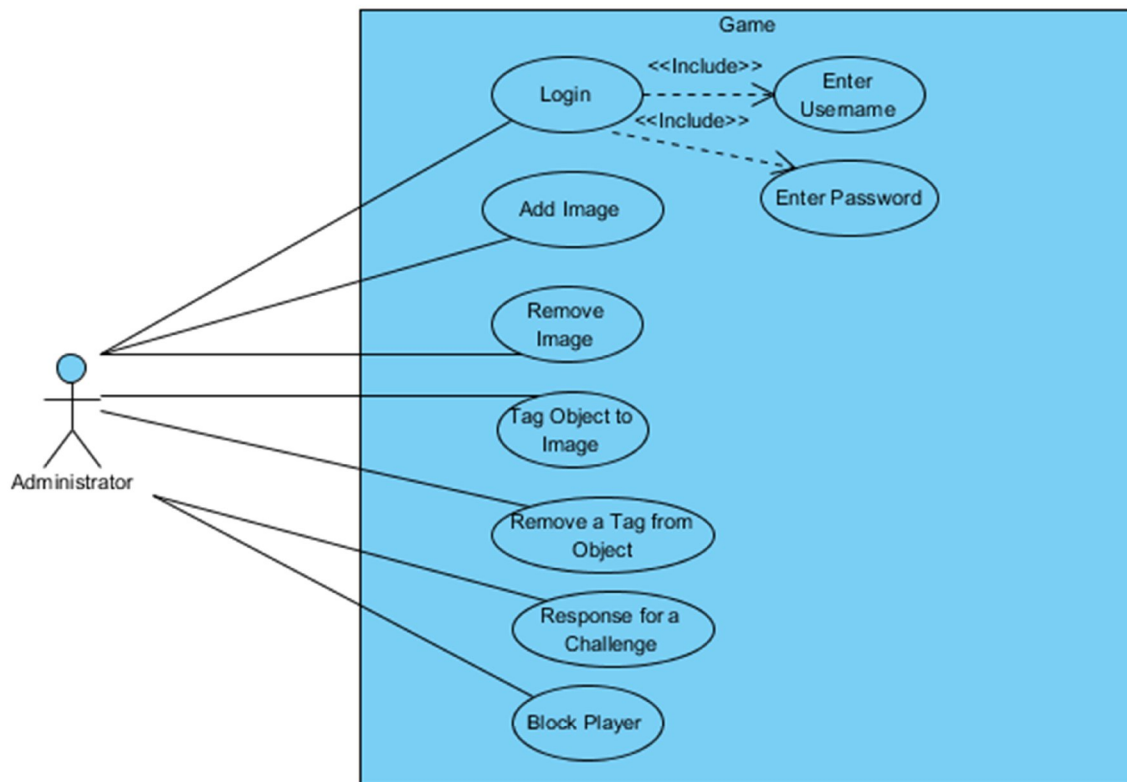 Game
Login
<<Include>>
Enter
Username
<<Include>>
Enter Password
Add Image
Remove
Image
Tag Object to
Image
Administrator
Remove a Tag from
Object
Response for a
Challenge
Block Player